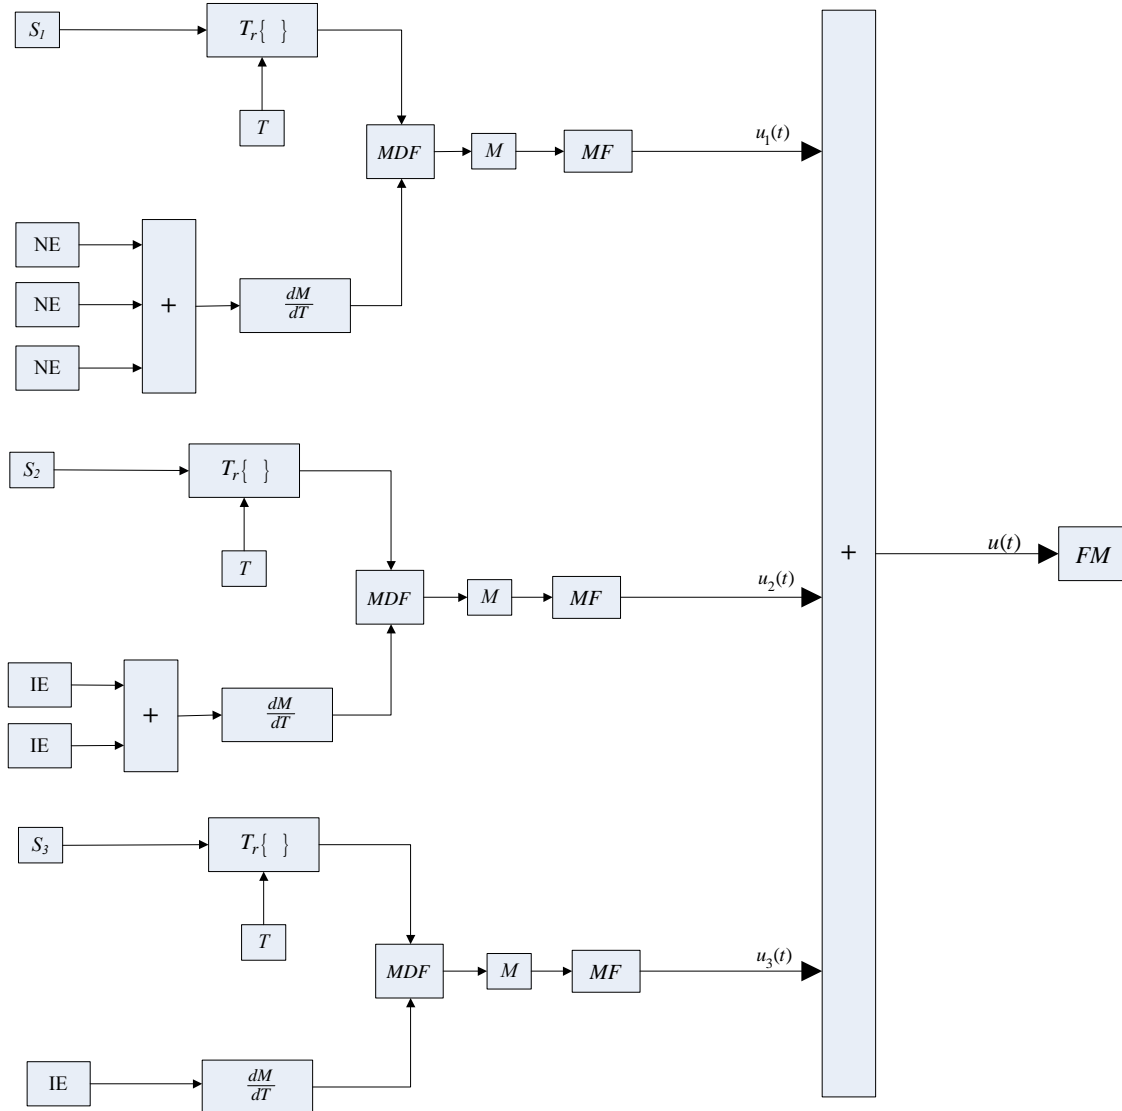 S₁
Tᵣ{ }
T
MDF
M
MF
u₁(t)
NE
NE
NE
+
dM
dT
S₂
Tᵣ{ }
T
MDF
M
MF
u₂(t)
+
u(t)
FM
IE
IE
+
dM
dT
S₃
Tᵣ{ }
T
MDF
M
MF
u₃(t)
IE
dM
dT